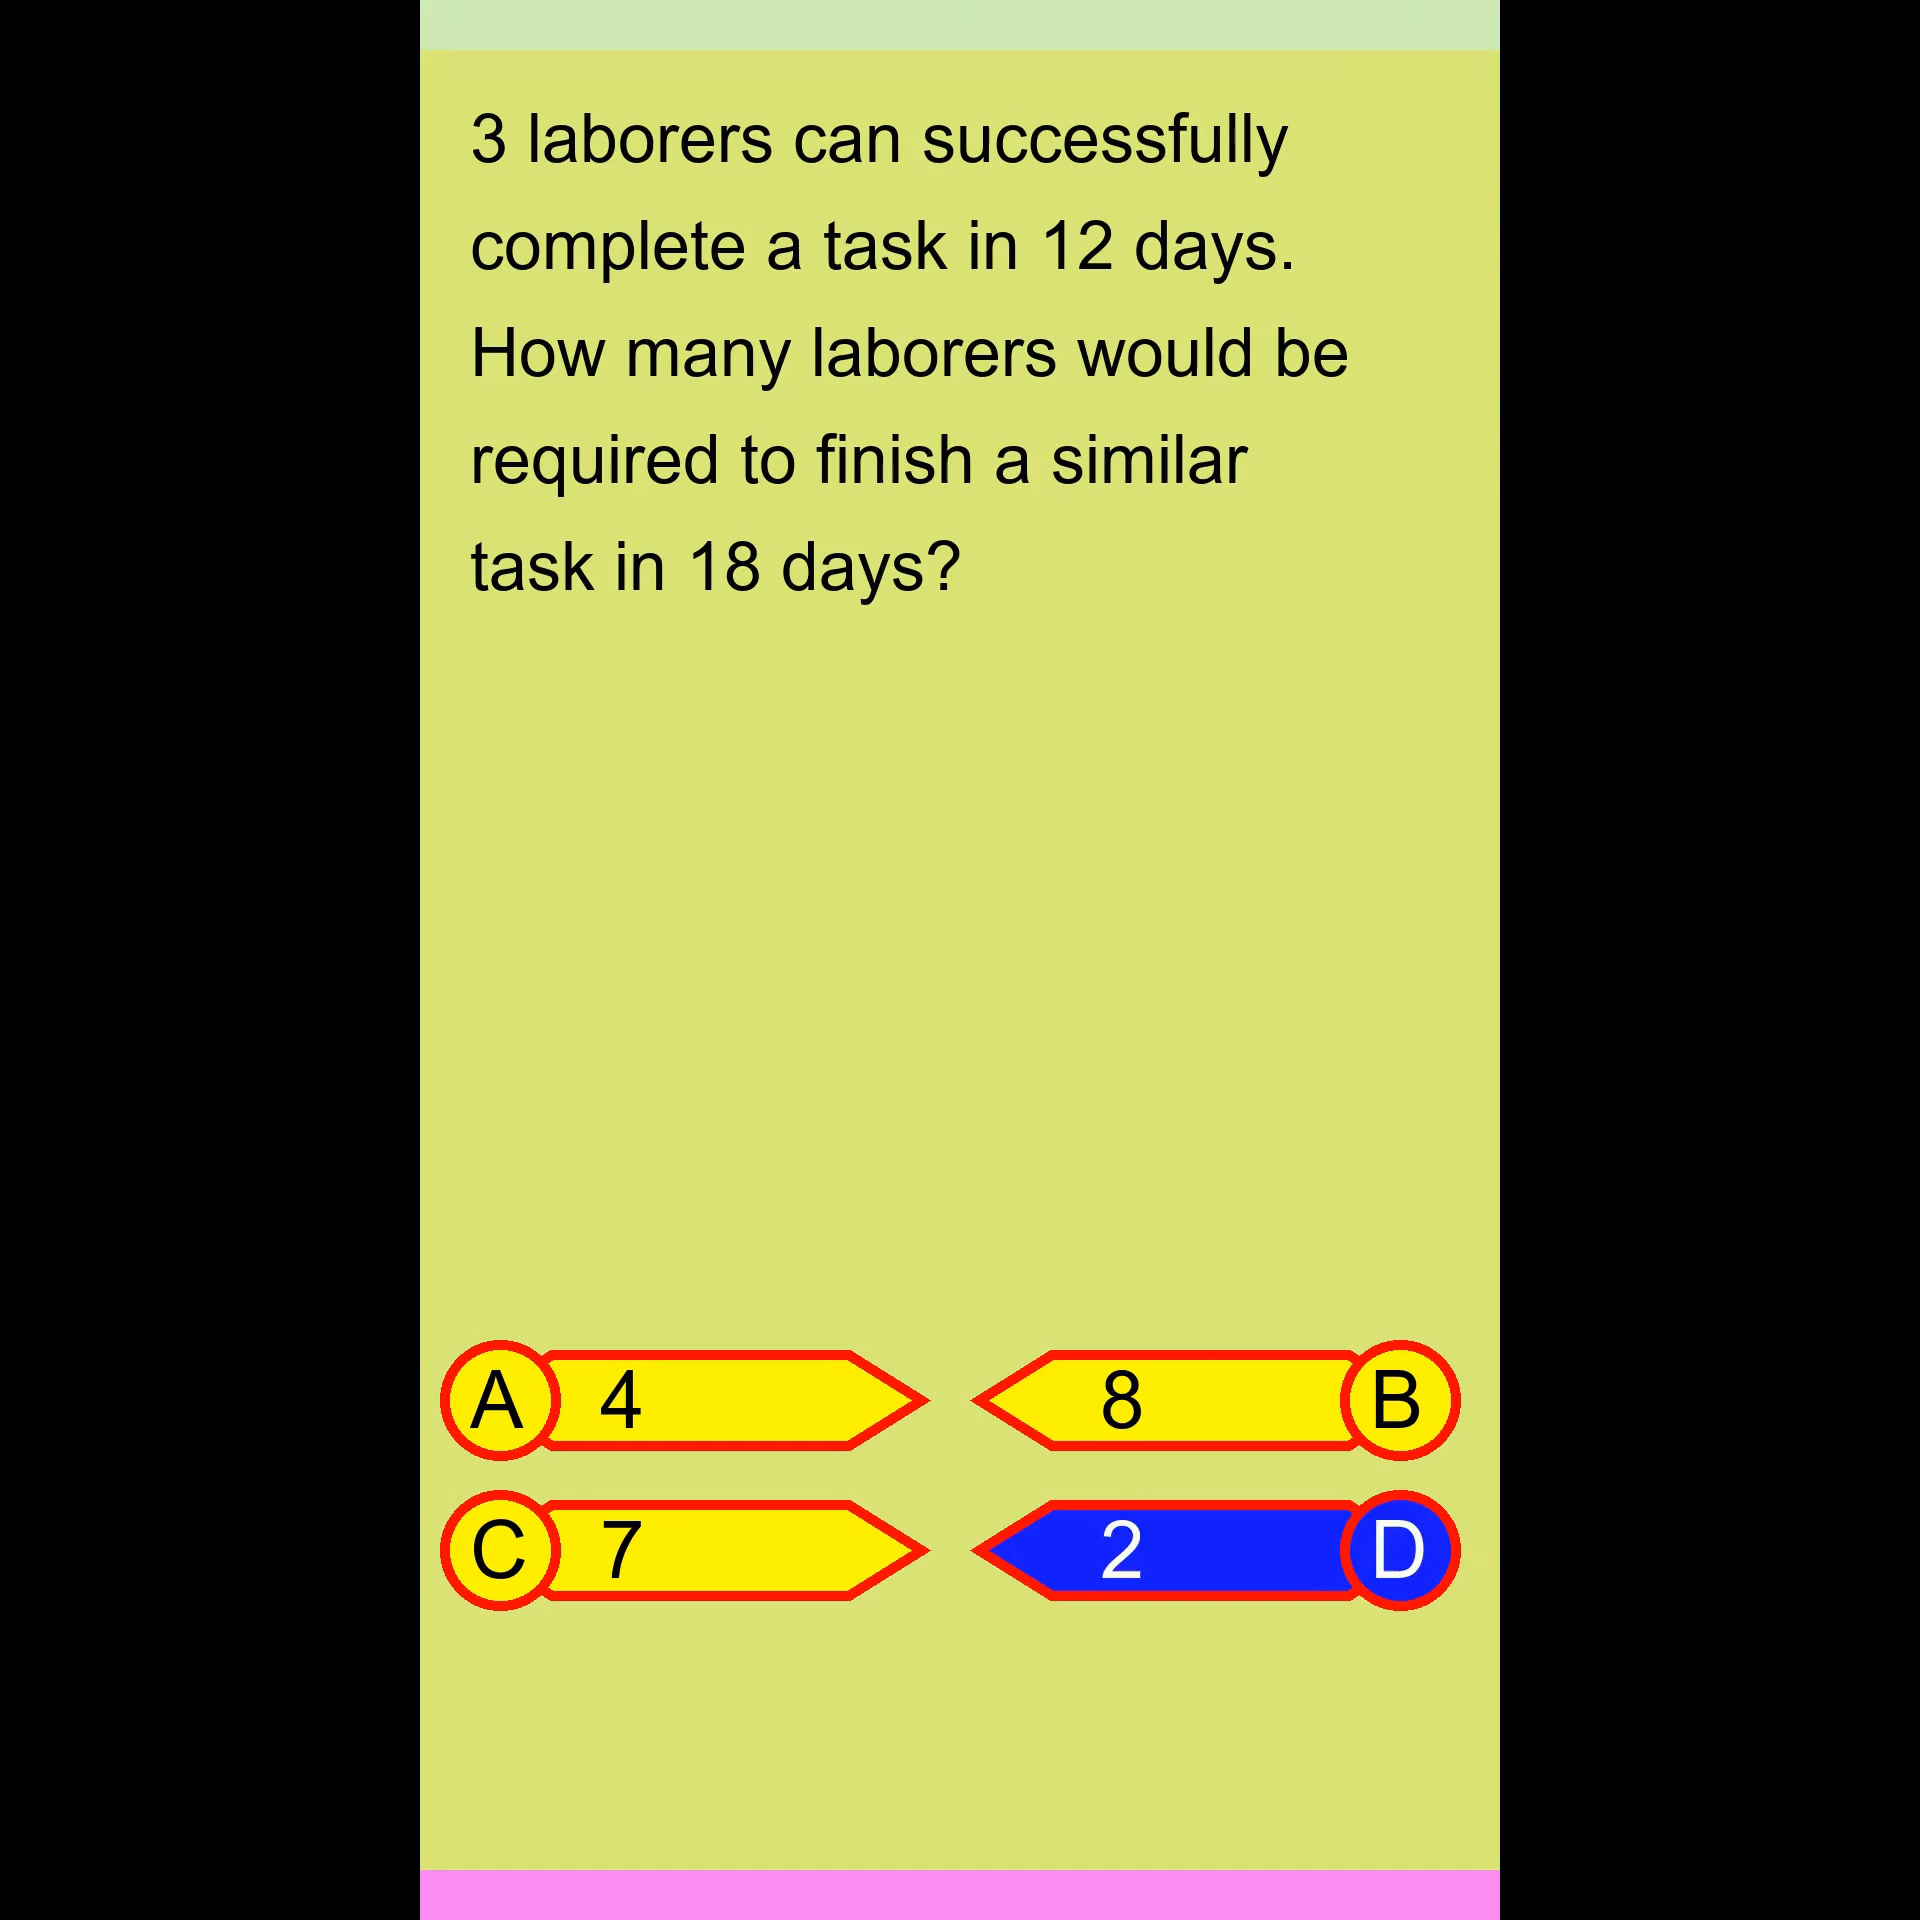 3 laborers can successfully
complete a task in 12 days.
How many laborers would be
required to finish a similar
task in 18 days?
A 4
8 B
C 7
2 D